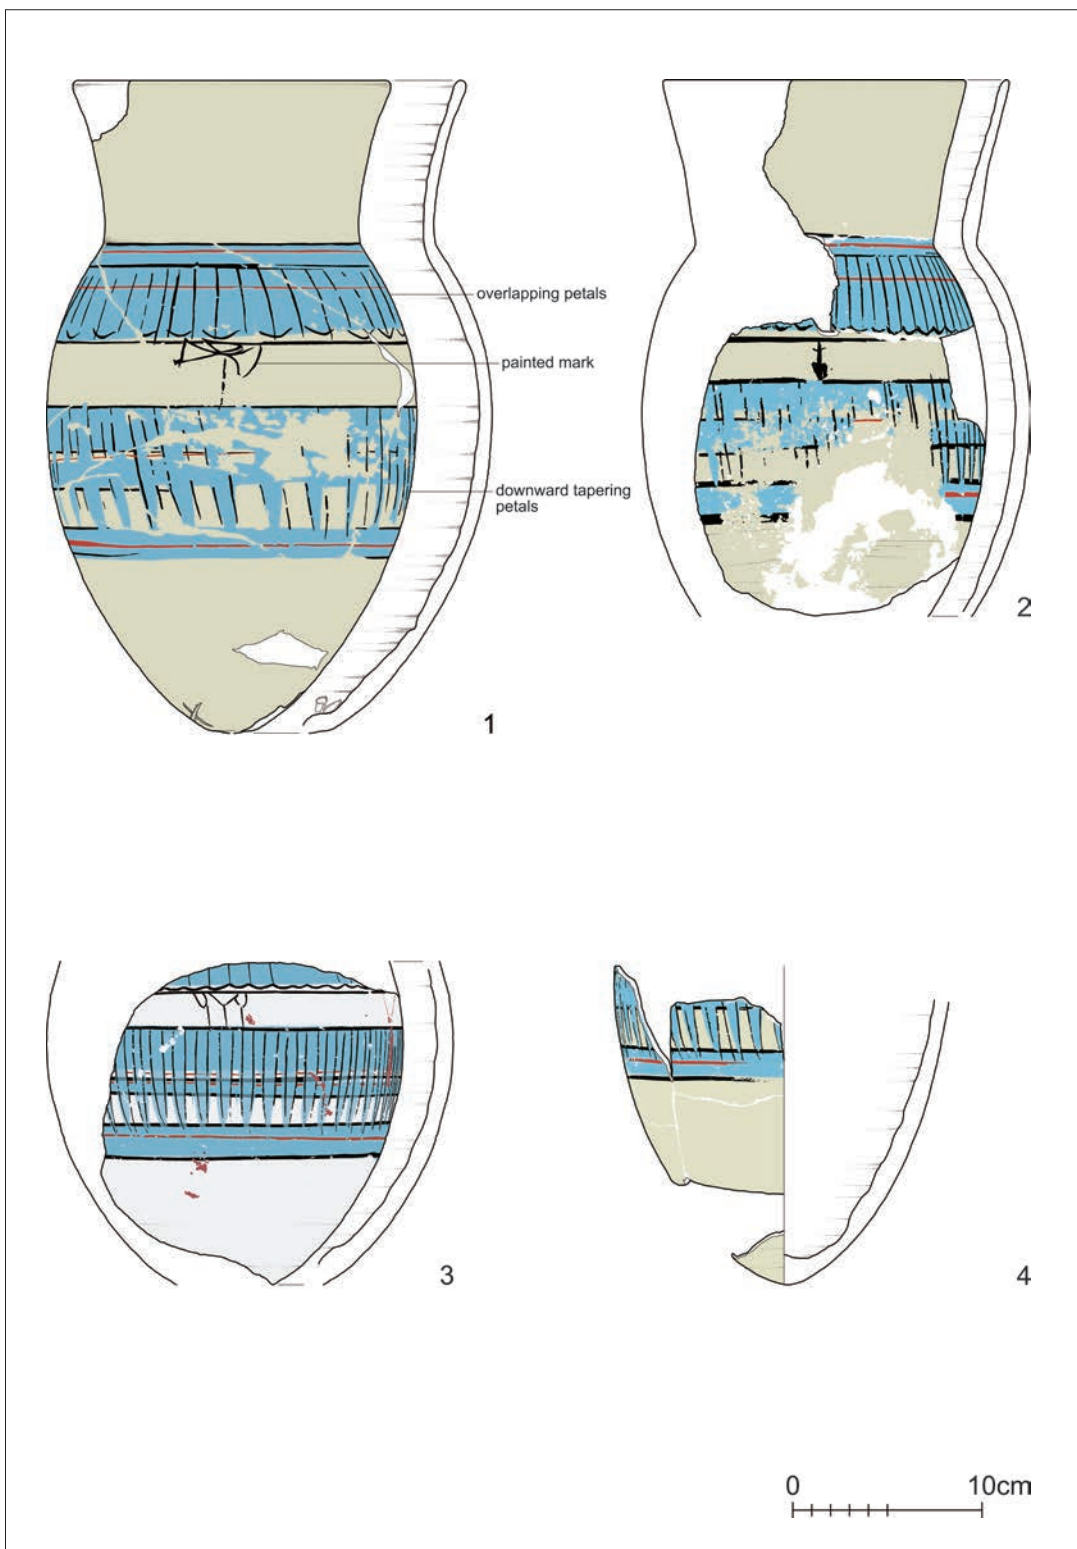 overlapping petals
painted mark
downward tapering
petals
1
2
3
4
0 10cm